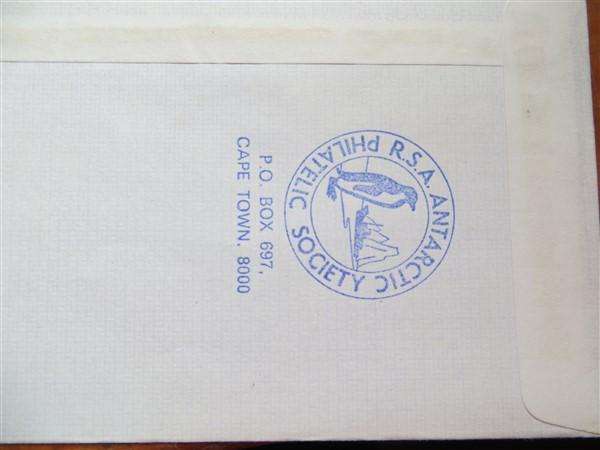 R.S.A. ANTARCTIC
PHILATELIC SOCIETY
P.O. BOX 697,
CAPE TOWN, 8000